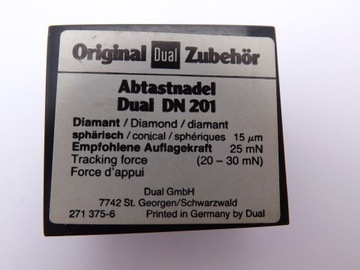 Original Dual Zubehör
Abtastnadel
Dual DN 201
Diamant / Diamond / diamant
sphärisch / conical / sphériques 15 µm
Empfohlene Auflagekraft 25 mN
Tracking force (20 – 30 mN)
Force d'appui
Dual GmbH
7742 St. Georgen/Schwarzwald
271 375-6 Printed in Germany by Dual